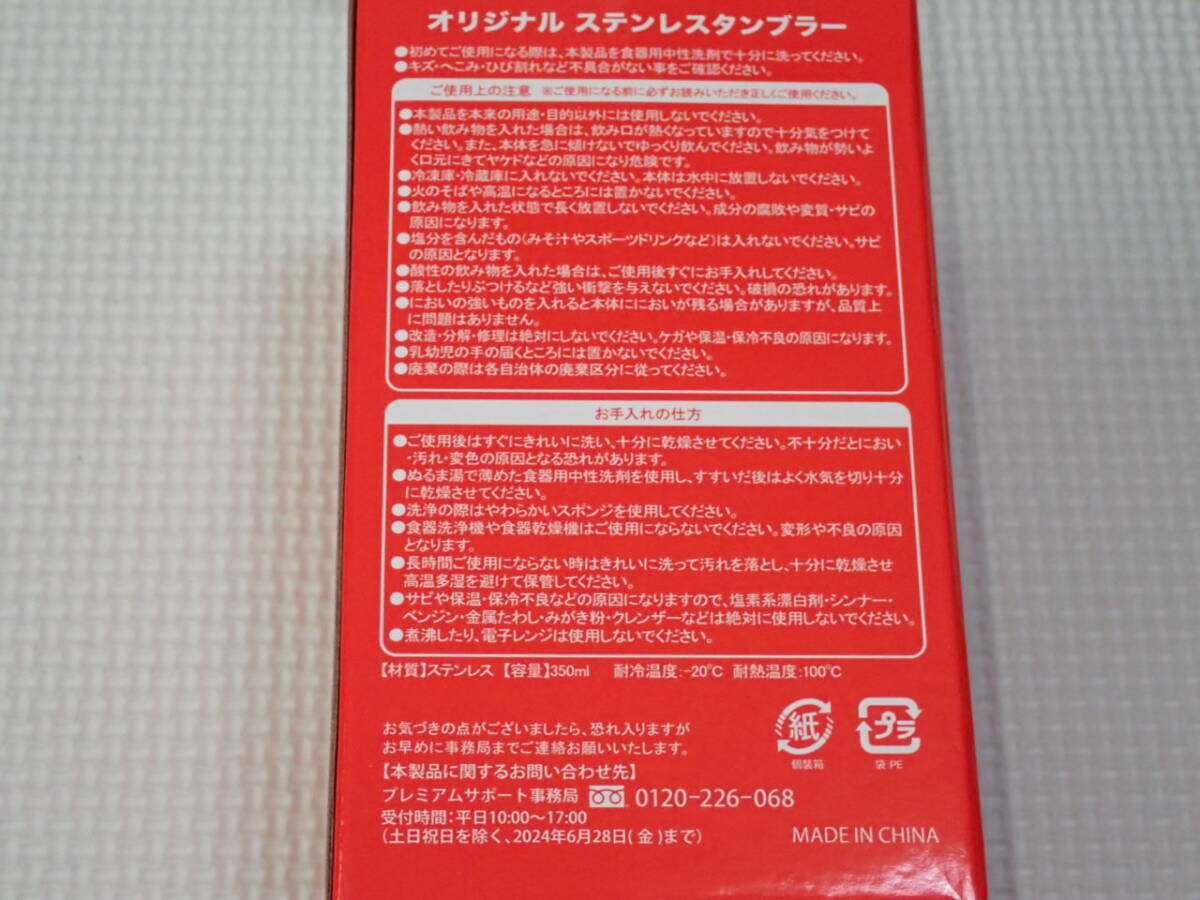 オリジナル ステンレスタンブラー
●初めてご使用になる際は、本製品を食器用中性洗剤で十分に洗ってください。
●キズ・へこみ・ひび割れなど不具合がない事をご確認ください。
ご使用上の注意 ※ご使用になる前に必ずお読みいただき正しくご使用ください。
●本製品を本来の用途・目的以外には使用しないでください。
●熱い飲み物を入れた場合は、飲み口が熱くなっていますので十分気をつけて
ください。また、本体を急に傾けないでゆっくり飲んでください。飲み物が勢いよ
く口元にきてヤケドなどの原因になり危険です。
●冷凍庫・冷蔵庫に入れないでください。本体は水中に放置しないでください。
●火のそばや高温になるところには置かないでください。
●飲み物を入れた状態で長く放置しないでください。成分の腐敗や変質・サビの
原因になります。
●塩分を含んだもの(みそ汁やスポーツドリンクなど)は入れないでください。サビ
の原因となります。
●酸性の飲み物を入れた場合は、ご使用後すぐにお手入れしてください。
●落としたりぶつけるなど強い衝撃を与えないでください。破損の恐れがあります。
●においの強いものを入れると本体ににおいが残る場合がありますが、品質上
に問題はありません。
●改造・分解・修理は絶対にしないでください。ケガや保温・保冷不良の原因になります。
●乳幼児の手の届くところには置かないでください。
●廃棄の際は各自治体の廃棄区分に従ってください。
お手入れの仕方
●ご使用後はすぐにきれいに洗い、十分に乾燥させてください。不十分だとにおい
・汚れ・変色の原因となる恐れがあります。
●ぬるま湯で薄めた食器用中性洗剤を使用し、すすいだ後はよく水気を切り十分
に乾燥させてください。
●洗浄の際はやわらかいスポンジを使用してください。
●食器洗浄機や食器乾燥機はご使用にならないでください。変形や不良の原因
となります。
●長時間ご使用にならない時はきれいに洗って汚れを落とし、十分に乾燥させ
高温多湿を避けて保管してください。
●サビや保温・保冷不良などの原因になりますので、塩素系漂白剤・シンナー・
ベンジン・金属たわし・みがき粉・クレンザーなどは絶対に使用しないでください。
●煮沸したり、電子レンジは使用しないでください。
【材質】ステンレス 【容量】350ml 耐冷温度:-20℃ 耐熱温度:100℃
お気づきの点がございましたら、恐れ入りますが
お早めに事務局までご連絡お願いいたします。
【本製品に関するお問い合わせ先】
プレミアムサポート事務局 0120-226-068
受付時間:平日10:00〜17:00
(土日祝日を除く、2024年6月28日(金)まで)
紙
個装箱
プラ
袋:PE
MADE IN CHINA